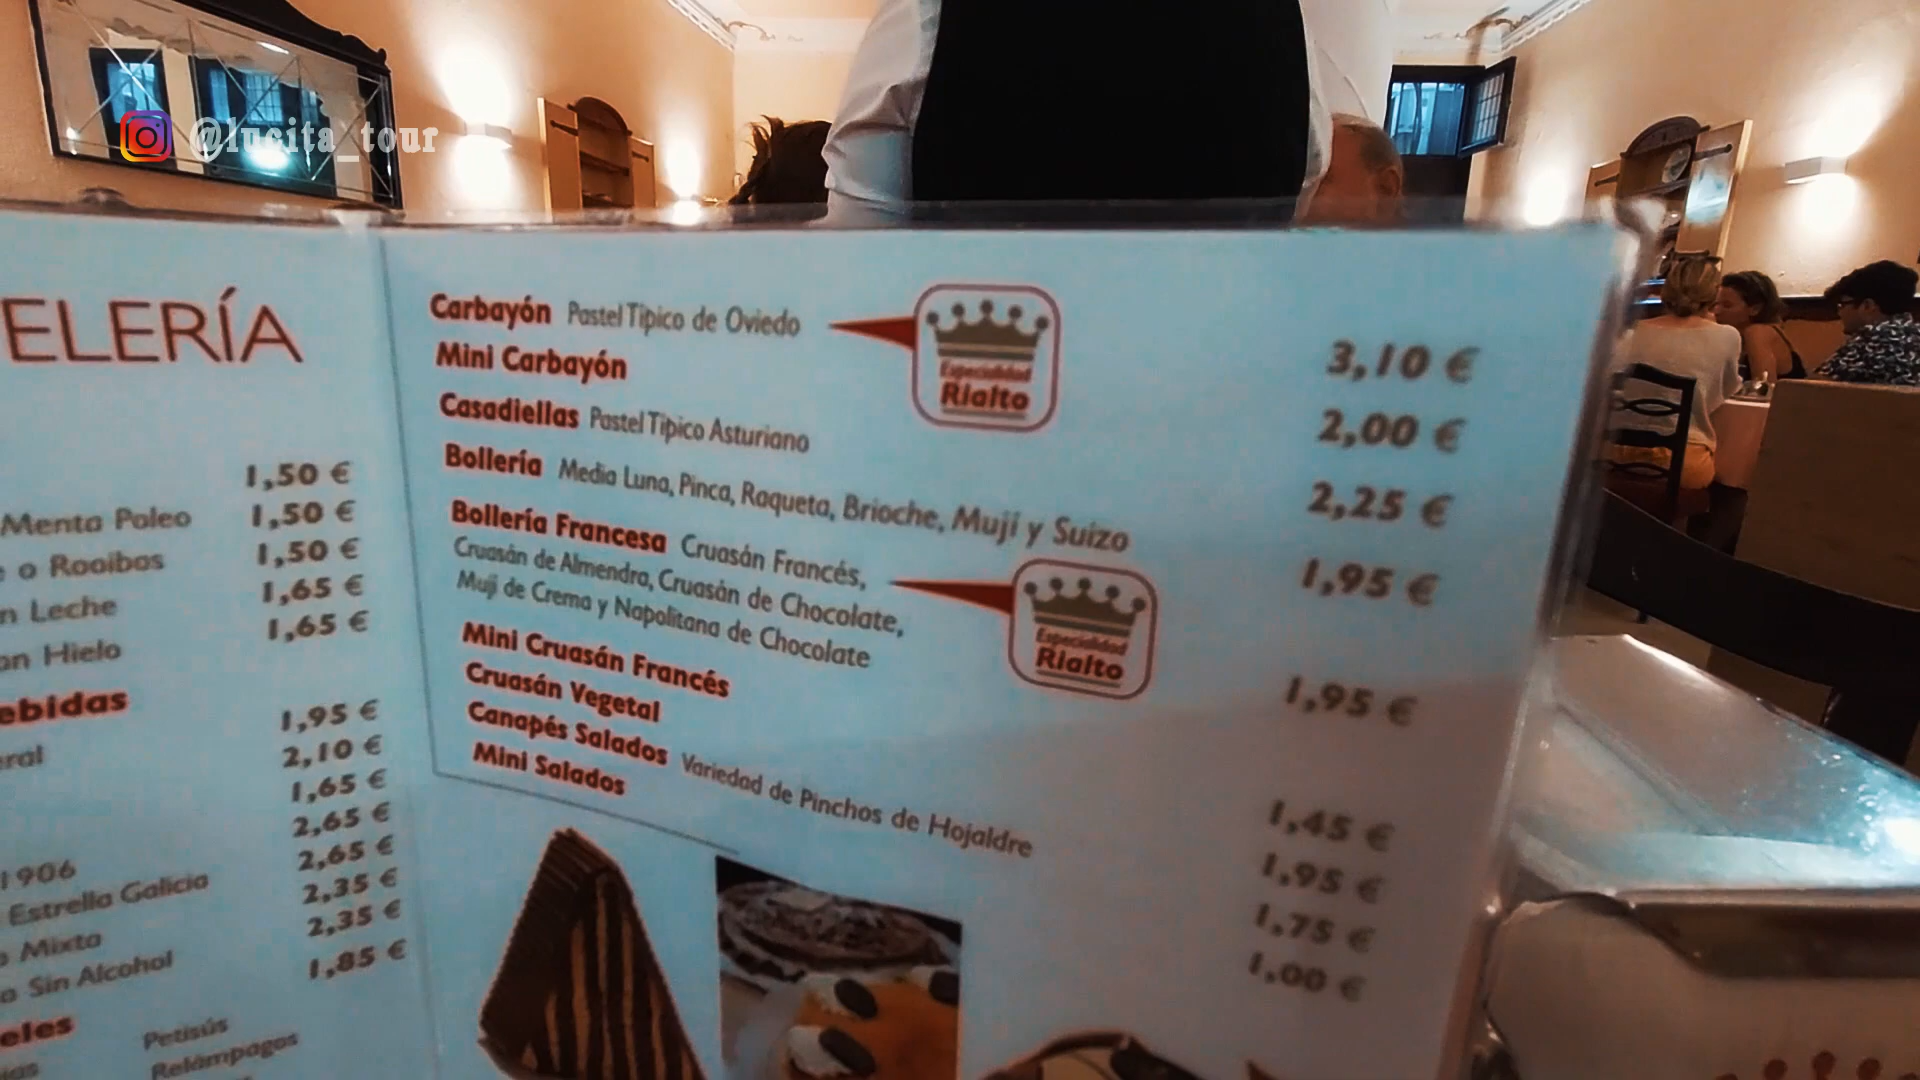 @lucita_tour
ELERÍA
1,50 €
Menta Poleo 1,50 €
o Rooibos 1,50 €
n Leche 1,65 €
on Hielo 1,65 €
ebidas
eral 1,95 €
2,10 €
1,65 €
1906 2,65 €
Estrella Galicia 2,65 €
Mixta 2,35 €
Sin Alcohol 2,35 €
1,85 €
eles
Petisús
Relámpagos
Carbayón Pastel Típico de Oviedo 3,10 €
Especialidad
Rialto
Mini Carbayón 2,00 €
Casadiellas Pastel Típico Asturiano 2,25 €
Bollería Media Luna, Pinca, Raqueta, Brioche, Mují y Suizo 1,95 €
Bollería Francesa Cruasán Francés, 1,95 €
Cruasán de Almendra, Cruasán de Chocolate,
Mují de Crema y Napolitana de Chocolate
Especialidad
Rialto
Mini Cruasán Francés 1,45 €
Cruasán Vegetal 1,95 €
Canapés Salados Variedad de Pinchos de Hojaldre 1,75 €
Mini Salados 1,00 €